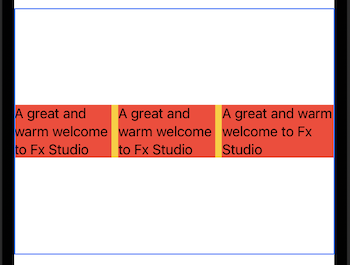 A great and
warm welcome
to Fx Studio
A great and
warm welcome
to Fx Studio
A great and warm
welcome to Fx
Studio